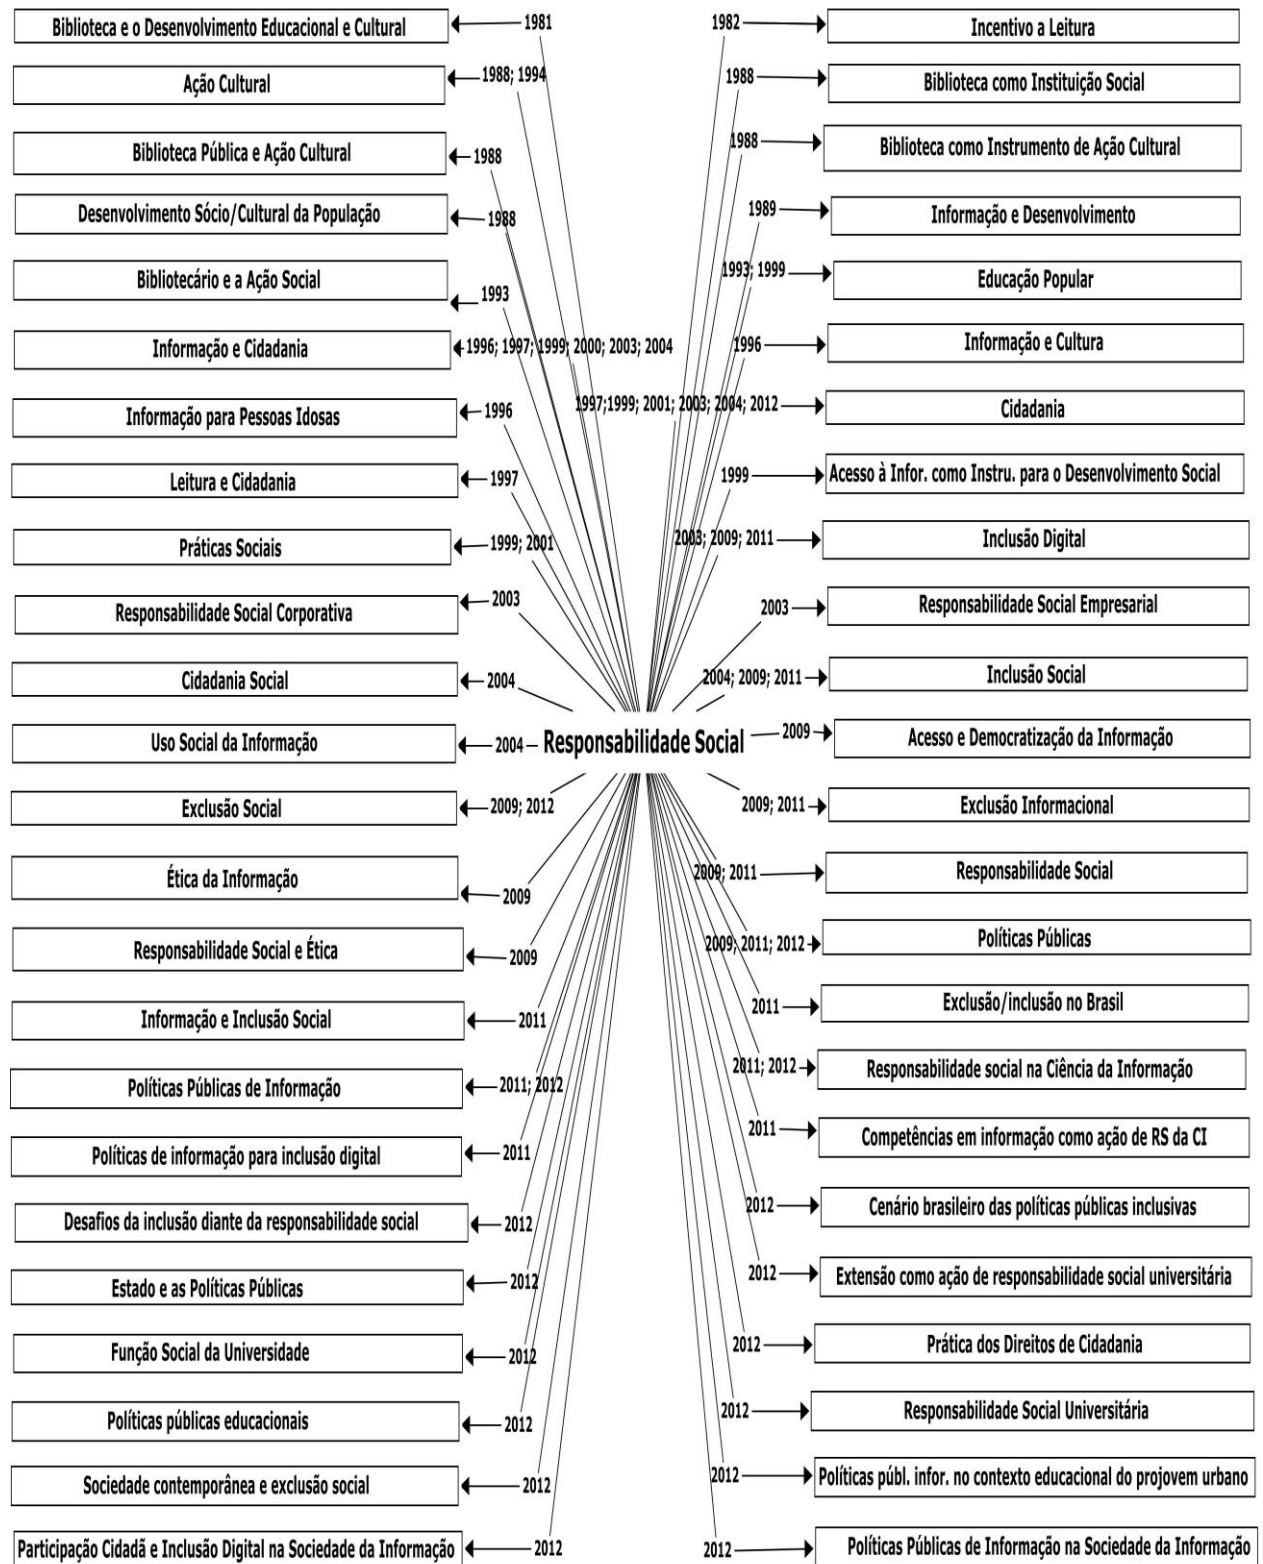 Biblioteca e o Desenvolvimento Educacional e Cultural 1981 1982 Incentivo a Leitura
Ação Cultural 1988; 1994 1988 Biblioteca como Instituição Social
Biblioteca Pública e Ação Cultural 1988 1988 Biblioteca como Instrumento de Ação Cultural
Desenvolvimento Sócio/Cultural da População 1988 1989 Informação e Desenvolvimento
Bibliotecário e a Ação Social 1993 1993; 1999 Educação Popular
Informação e Cidadania 1996; 1997; 1999; 2000; 2003; 2004 1996 Informação e Cultura
Informação para Pessoas Idosas 1996 1997;1999; 2001; 2003; 2004; 2012 Cidadania
Leitura e Cidadania 1997 1999 Acesso à Infor. como Instru. para o Desenvolvimento Social
Práticas Sociais 1999; 2001 2003; 2009; 2011 Inclusão Digital
Responsabilidade Social Corporativa 2003 2003 Responsabilidade Social Empresarial
Cidadania Social 2004 2004; 2009; 2011 Inclusão Social
Uso Social da Informação 2004 Responsabilidade Social 2009 Acesso e Democratização da Informação
Exclusão Social 2009; 2012 2009; 2011 Exclusão Informacional
Ética da Informação 2009 2009; 2011 Responsabilidade Social
Responsabilidade Social e Ética 2009 2009; 2011; 2012 Políticas Públicas
Informação e Inclusão Social 2011 2011 Exclusão/inclusão no Brasil
Políticas Públicas de Informação 2011; 2012 2011; 2012 Responsabilidade social na Ciência da Informação
Políticas de informação para inclusão digital 2011 2011 Competências em informação como ação de RS da CI
Desafios da inclusão diante da responsabilidade social 2012 2012 Cenário brasileiro das políticas públicas inclusivas
Estado e as Políticas Públicas 2012 2012 Extensão como ação de responsabilidade social universitária
Função Social da Universidade 2012 2012 Prática dos Direitos de Cidadania
Políticas públicas educacionais 2012 2012 Responsabilidade Social Universitária
Sociedade contemporânea e exclusão social 2012 2012 Políticas públ. infor. no contexto educacional do projovem urbano
Participação Cidadã e Inclusão Digital na Sociedade da Informação 2012 2012 Políticas Públicas de Informação na Sociedade da Informação